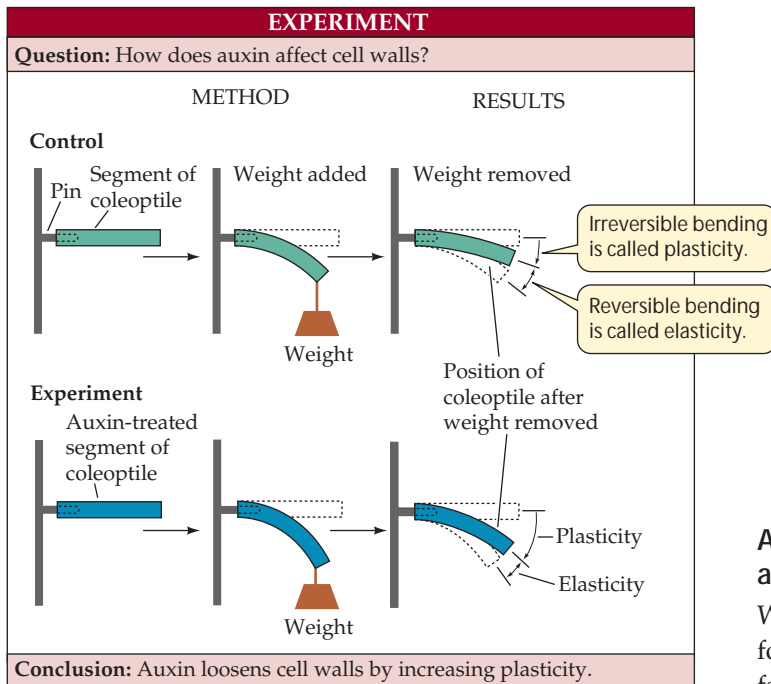 EXPERIMENT
Question: How does auxin affect cell walls?
METHOD
RESULTS
Control
Pin
Segment of
coleoptile
Weight added
Weight removed
Irreversible bending
is called plasticity.
Reversible bending
is called elasticity.
Weight
Position of
coleoptile after
weight removed
Experiment
Auxin-treated
segment of
coleoptile
Plasticity
Elasticity
Weight
Conclusion: Auxin loosens cell walls by increasing plasticity.
A
a
W
fo